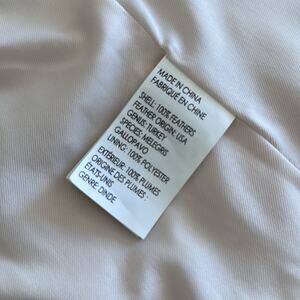 MADE IN CHINA
FABRIQUÉ EN CHINE
SHELL: 100% FEATHERS
FEATHER ORIGIN: USA
GENUS: TURKEY
SPECIES: MELEGRIS
GALLOPAVO
LINING: 100% POLYESTER
EXTÉRIEUR: 100% PLUMES
ORIGINE DES PLUMES :
ÉTATS-UNIS
GENRE: DINDE